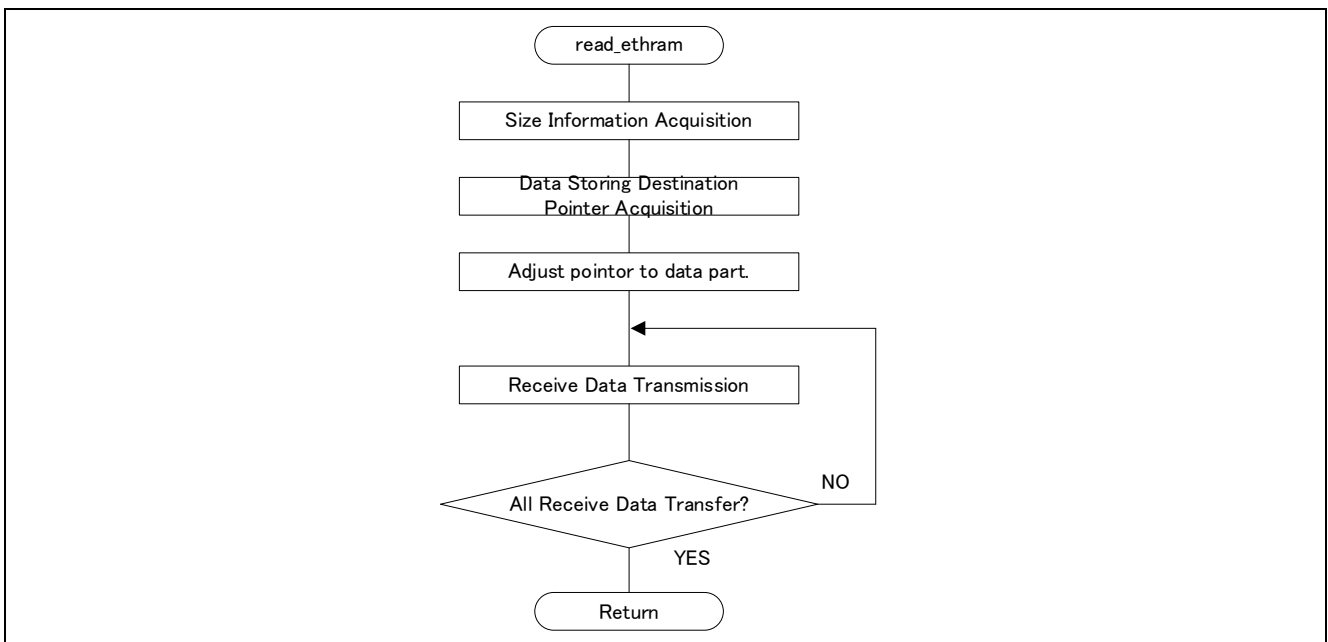 read_ethram
Size Information Acquisition
Data Storing Destination
Pointer Acquisition
Adjust pointor to data part.
Receive Data Transmission
All Receive Data Transfer?
NO
YES
Return